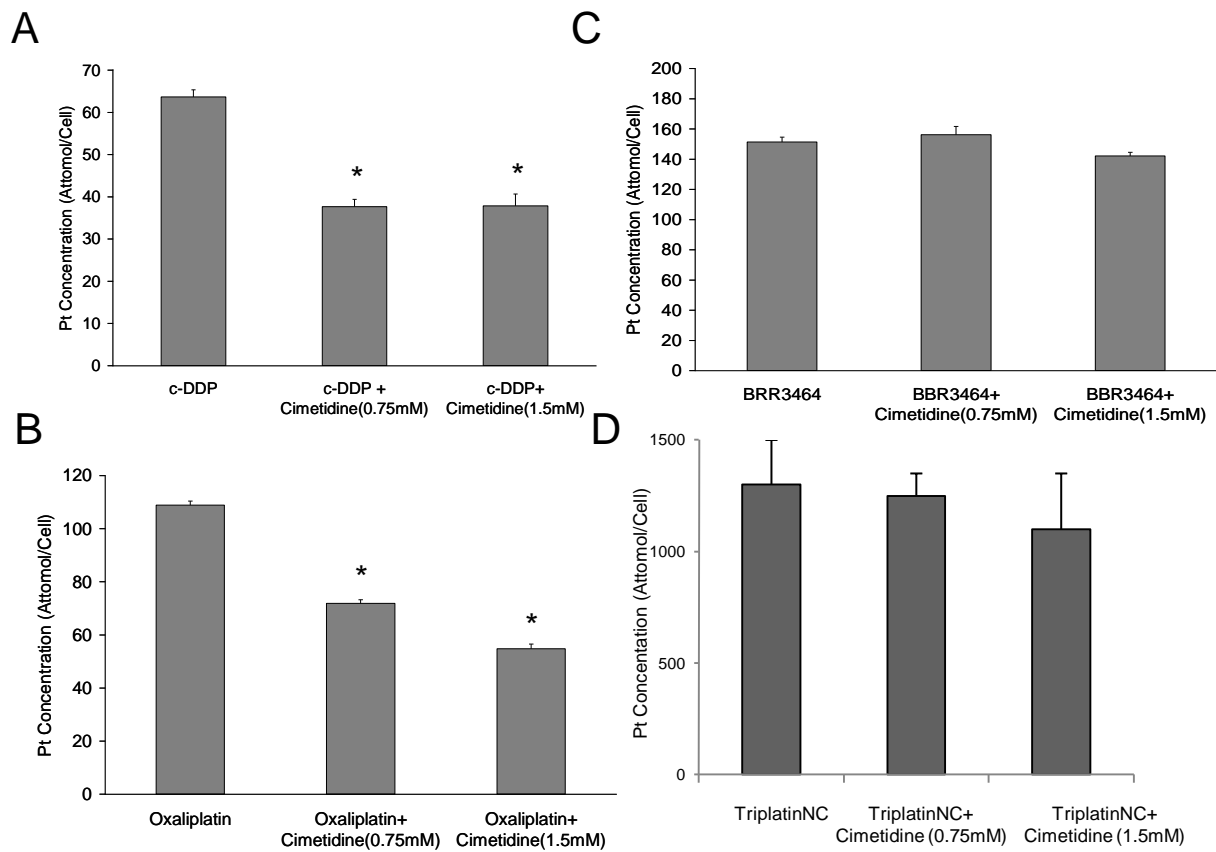 A
Pt Concentration (Attomol/Cell)
70
60
50
40
30
20
10
0
*
*
c-DDP
c-DDP +
Cimetidine(0.75mM)
c-DDP+
Cimetidine(1.5mM)
B
Pt Concentration (Attomol/Cell)
120
100
80
60
40
20
0
*
*
Oxaliplatin
Oxaliplatin+
Cimetidine(0.75mM)
Oxaliplatin+
Cimetidine(1.5mM)
C
Pt Concentration (Attomol/Cell)
200
180
160
140
120
100
80
60
40
20
0
BRR3464
BBR3464+
Cimetidine(0.75mM)
BBR3464+
Cimetidine(1.5mM)
D
Pt Concentation (Attomol/Cell)
1500
1000
500
0
TriplatinNC
TriplatinNC+
Cimetidine (0.75mM)
TriplatinNC+
Cimetidine (1.5mM)